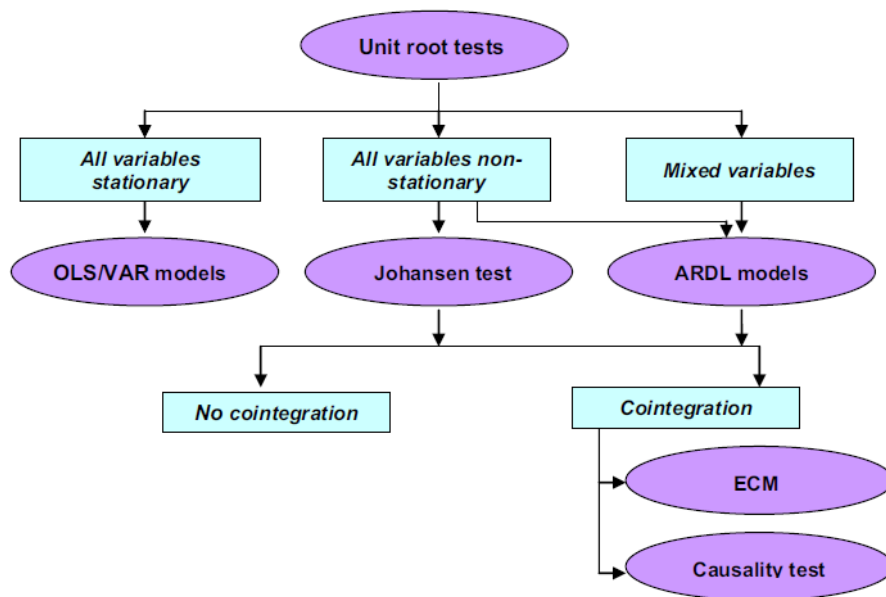 Unit root tests
All variables
stationary
All variables non-
stationary
Mixed variables
OLS/VAR models
Johansen test
ARDL models
No cointegration
Cointegration
ECM
Causality test